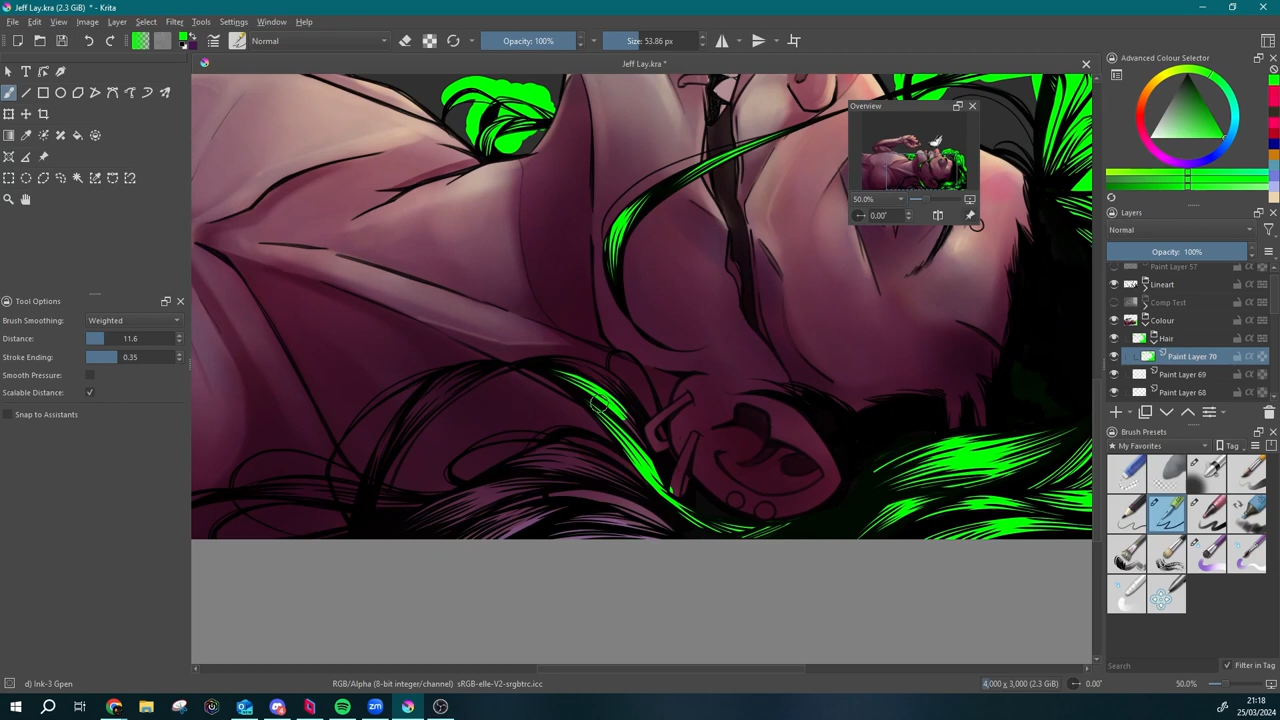 Jeff Lay.kra (2.3 GiB) * - Krita
File Edit View Image Layer Select Filter Tools Settings Window Help
Normal Opacity: 100% Size: 53.86 px
Jeff Lay.kra *
Advanced Colour Selector
Overview
50.0%
0.00°
Layers
Normal
Opacity: 100%
Paint Layer 57
Lineart
Comp Test
Colour
Hair
Paint Layer 70
Paint Layer 69
Paint Layer 68
Tool Options
Brush Smoothing: Weighted
Distance: 11.6
Stroke Ending: 0.35
Smooth Pressure:
Scalable Distance:
Snap to Assistants
Brush Presets
★ My Favorites Tag
Search Filter in Tag
d) Ink-3 Gpen RGB/Alpha (8-bit integer/channel) sRGB-elle-V2-srgbtrc.icc 4,000 x 3,000 (2.3 GiB) 0.00° 50.0%
zm
21:18
25/03/2024